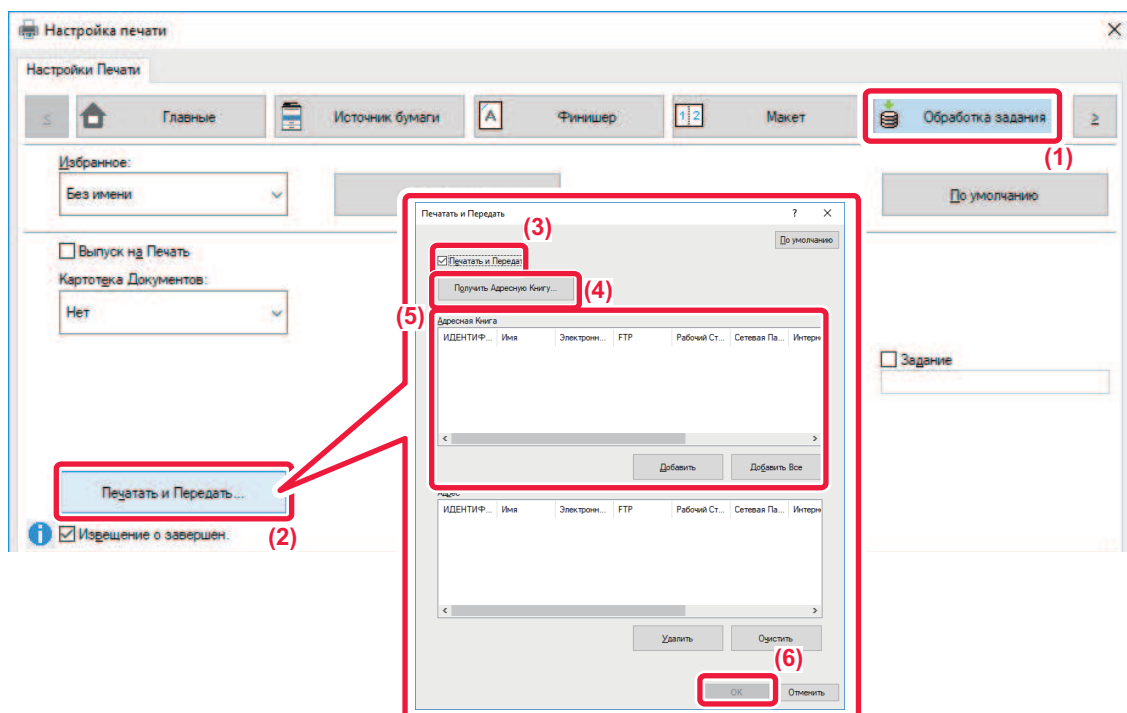 Настройка печати
Настройки Печати
Главные
Источник бумаги
Финишер
Макет
Обработка задания
(1)
Избранное:
Без имени
По умолчанию
Выпуск на Печать
Картотека Документов:
Нет
Задание
Печатать и Передать...
(2)
Извещение о завершен.
Печатать и Передать
?
По умолчанию
(3)
Печатать и Передат
Получить Адресную Книгу...
(4)
(5)
Адресная Книга
ИДЕНТИФ... Имя Электронн... FTP Рабочий Ст... Сетевая Па... Интерн
Добавить Добавить Все
Адрес
ИДЕНТИФ... Имя Электронн... FTP Рабочий Ст... Сетевая Па... Интерн
Удалить Очистить
(6)
OK Отменить